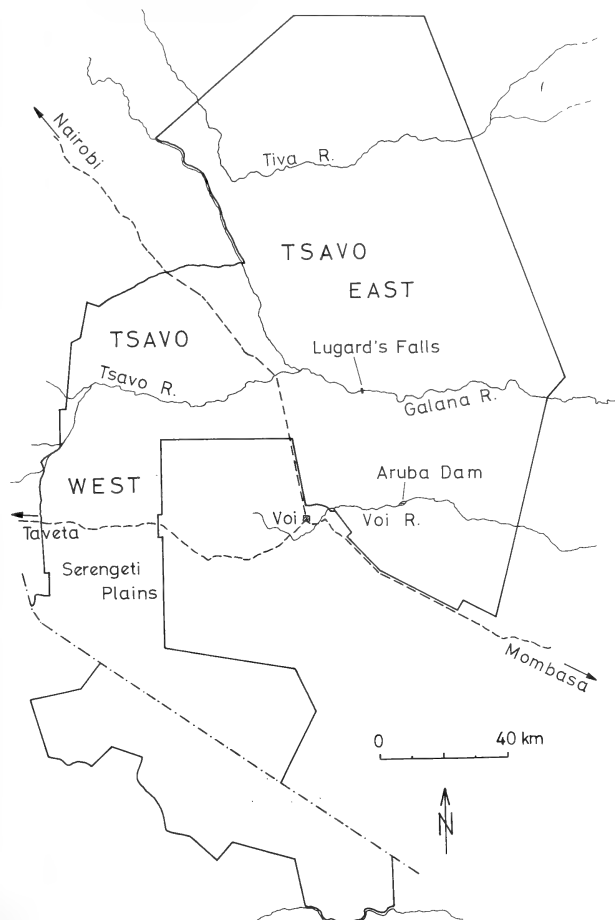 Nairobi
Tiva R.
TSAVO
EAST
TSAVO
Lugard's Falls
Tsavo R.
Galana R.
WEST
Aruba Dam
Voi
Voi R.
Taveta
Serengeti
Plains
Mombasa
0 40 km
N